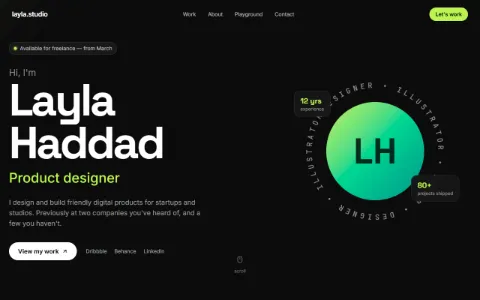 layla.studio
Work
About
Playground
Contact
Let's work
Available for freelance — from March
Hi, I'm
Layla
Haddad
Product designer
I design and build friendly digital products for startups and
studios. Previously at two companies you've heard of, and a
few you haven't.
View my work ↗
Dribbble
Behance
LinkedIn
12 yrs
experience
LH
80+
projects shipped
DESIGNER • ILLUSTRATOR • DESIGNER • ILLUSTRATOR •